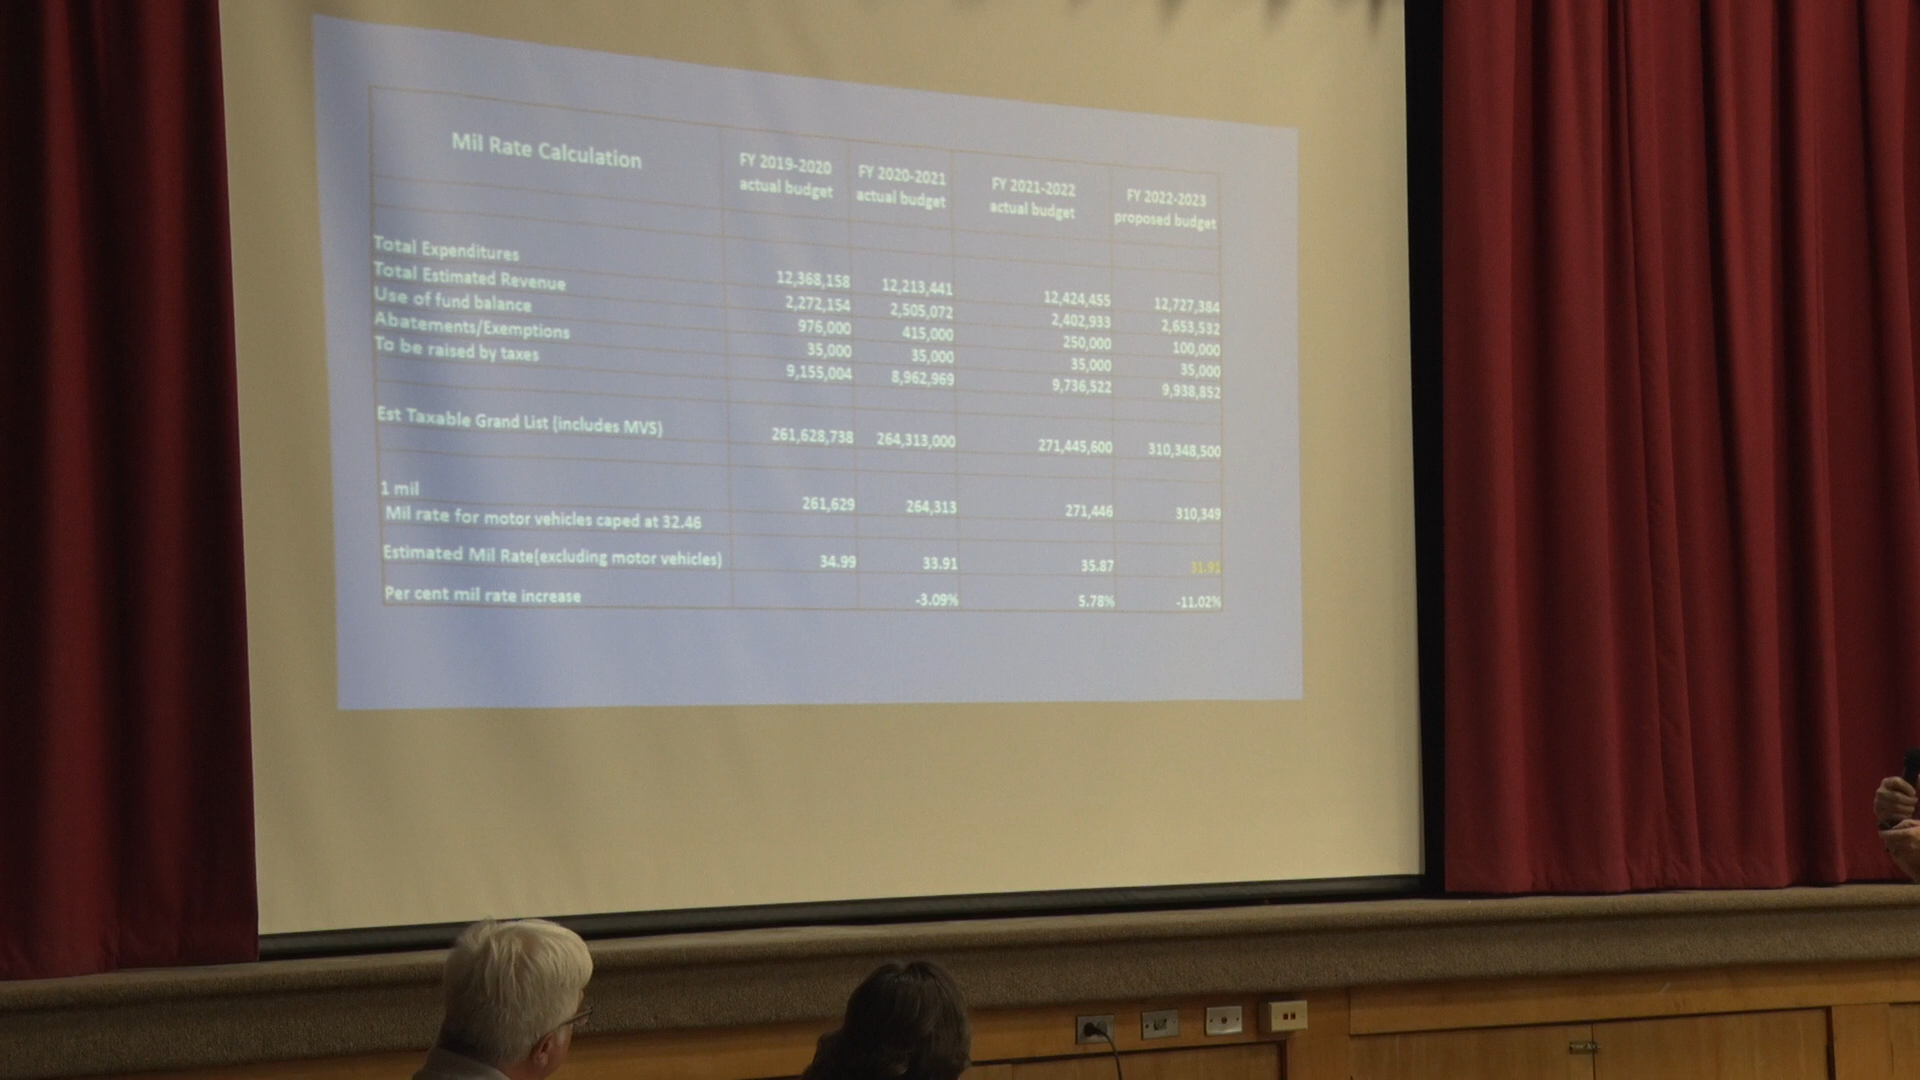 Mil Rate Calculation
FY 2019-2020 actual budget
FY 2020-2021 actual budget
FY 2021-2022 actual budget
FY 2022-2023 proposed budget
Total Expenditures 12,368,158 12,213,441 12,424,455 12,727,384
Total Estimated Revenue 2,272,154 2,505,072 2,402,933 2,653,532
Use of fund balance 976,000 415,000 250,000 100,000
Abatements/Exemptions 35,000 35,000 35,000 35,000
To be raised by taxes 9,155,004 8,962,969 9,736,522 9,938,852
Est Taxable Grand List (includes MVS) 261,628,738 264,313,000 271,445,600 310,348,500
1 mil 261,629 264,313 271,446 310,349
Mil rate for motor vehicles caped at 32.46
Estimated Mil Rate(excluding motor vehicles) 34.99 33.91 35.87 31.91
Per cent mil rate increase -3.09% 5.78% -11.02%